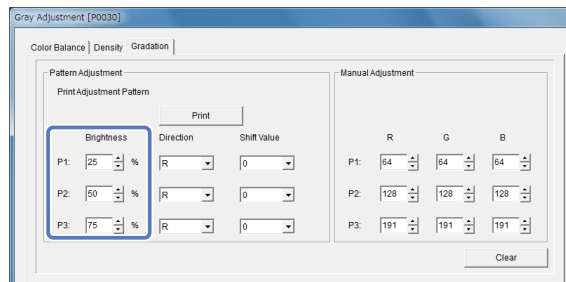 Gray Adjustment [P0030]
Color Balance Density Gradation
Pattern Adjustment Manual Adjustment
Print Adjustment Pattern
Print
Brightness Direction Shift Value R G B
P1: 25 % R 0 P1: 64 64 64
P2: 50 % R 0 P2: 128 128 128
P3: 75 % R 0 P3: 191 191 191
Clear